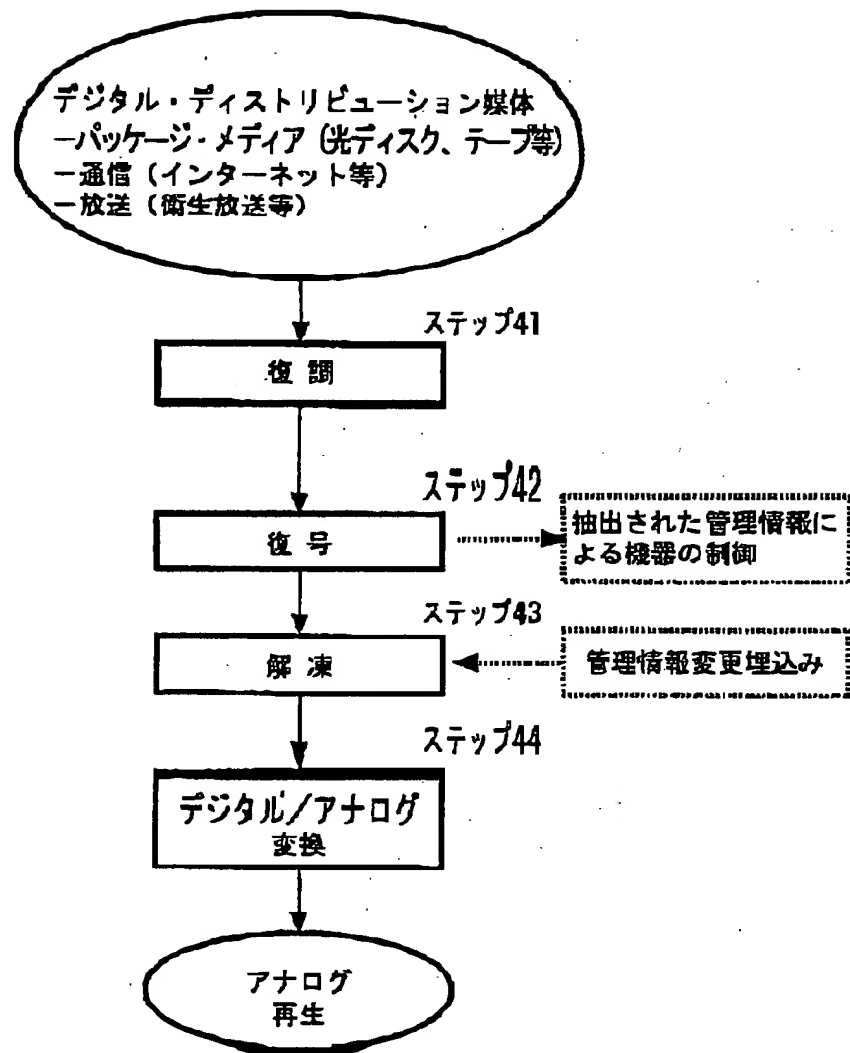 デジタル・ディストリビューション媒体
－パッケージ・メディア（光ディスク、テープ等）
－通信（インターネット等）
－放送（衛生放送等）
ステップ41
復調
ステップ42
復号
抽出された管理情報に
よる機器の制御
ステップ43
解凍
管理情報変更埋込み
ステップ44
デジタル／アナログ
変換
アナログ
再生